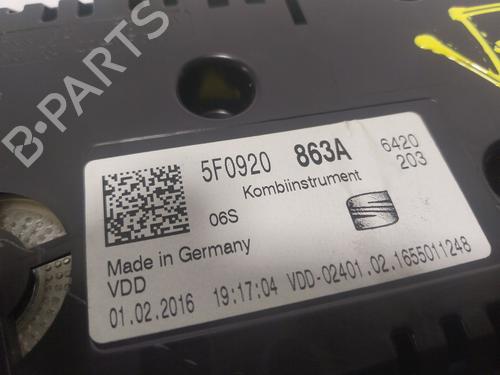 5F0920 863A 6420
203
Kombiinstrument
06S
Made in Germany
VDD
01.02.2016 19:17:04 VDD-02401.02.1655011248
B-PARTS